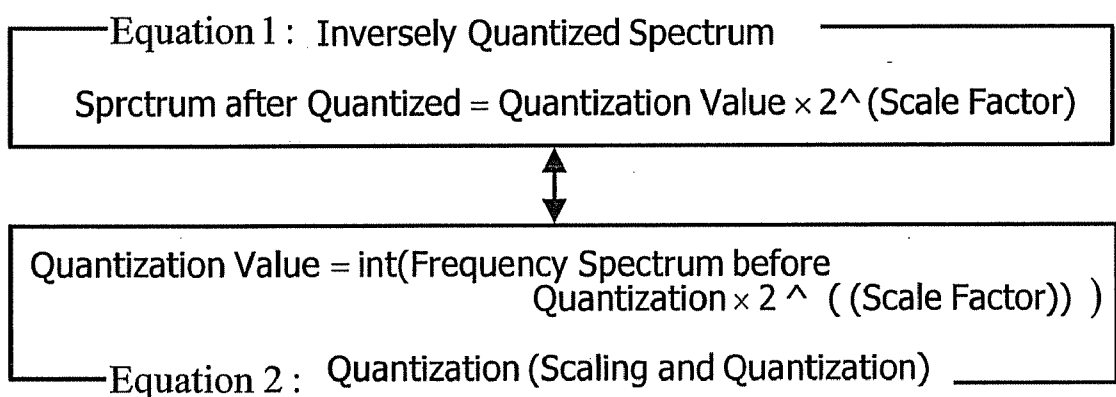 Equation 1 : Inversely Quantized Spectrum
Sprctrum after Quantized = Quantization Value × 2^(Scale Factor)
Quantization Value = int(Frequency Spectrum before
Quantization × 2 ^ ( (Scale Factor)) )
Equation 2 : Quantization (Scaling and Quantization)